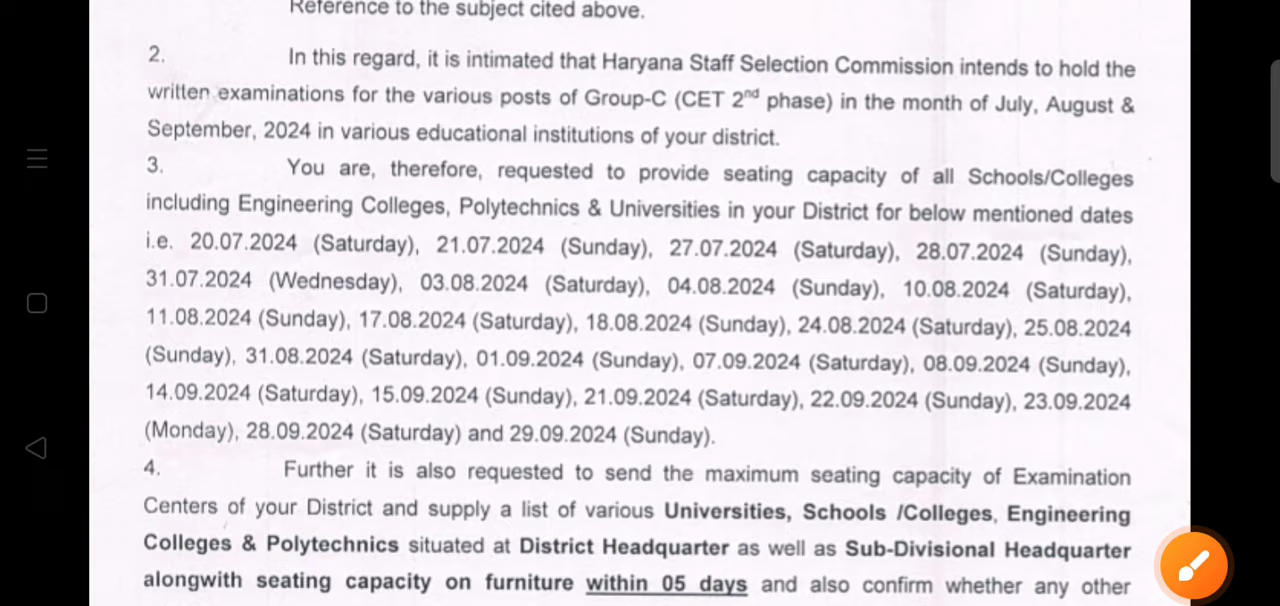 Reference to the subject cited above.
2. In this regard, it is intimated that Haryana Staff Selection Commission intends to hold the
written examinations for the various posts of Group-C (CET 2nd phase) in the month of July, August &
September, 2024 in various educational institutions of your district.
3. You are, therefore, requested to provide seating capacity of all Schools/Colleges
including Engineering Colleges, Polytechnics & Universities in your District for below mentioned dates
i.e. 20.07.2024 (Saturday), 21.07.2024 (Sunday), 27.07.2024 (Saturday), 28.07.2024 (Sunday),
31.07.2024 (Wednesday), 03.08.2024 (Saturday), 04.08.2024 (Sunday), 10.08.2024 (Saturday),
11.08.2024 (Sunday), 17.08.2024 (Saturday), 18.08.2024 (Sunday), 24.08.2024 (Saturday), 25.08.2024
(Sunday), 31.08.2024 (Saturday), 01.09.2024 (Sunday), 07.09.2024 (Saturday), 08.09.2024 (Sunday),
14.09.2024 (Saturday), 15.09.2024 (Sunday), 21.09.2024 (Saturday), 22.09.2024 (Sunday), 23.09.2024
(Monday), 28.09.2024 (Saturday) and 29.09.2024 (Sunday).
4. Further it is also requested to send the maximum seating capacity of Examination
Centers of your District and supply a list of various Universities, Schools /Colleges, Engineering
Colleges & Polytechnics situated at District Headquarter as well as Sub-Divisional Headquarter
alongwith seating capacity on furniture within 05 days and also confirm whether any other